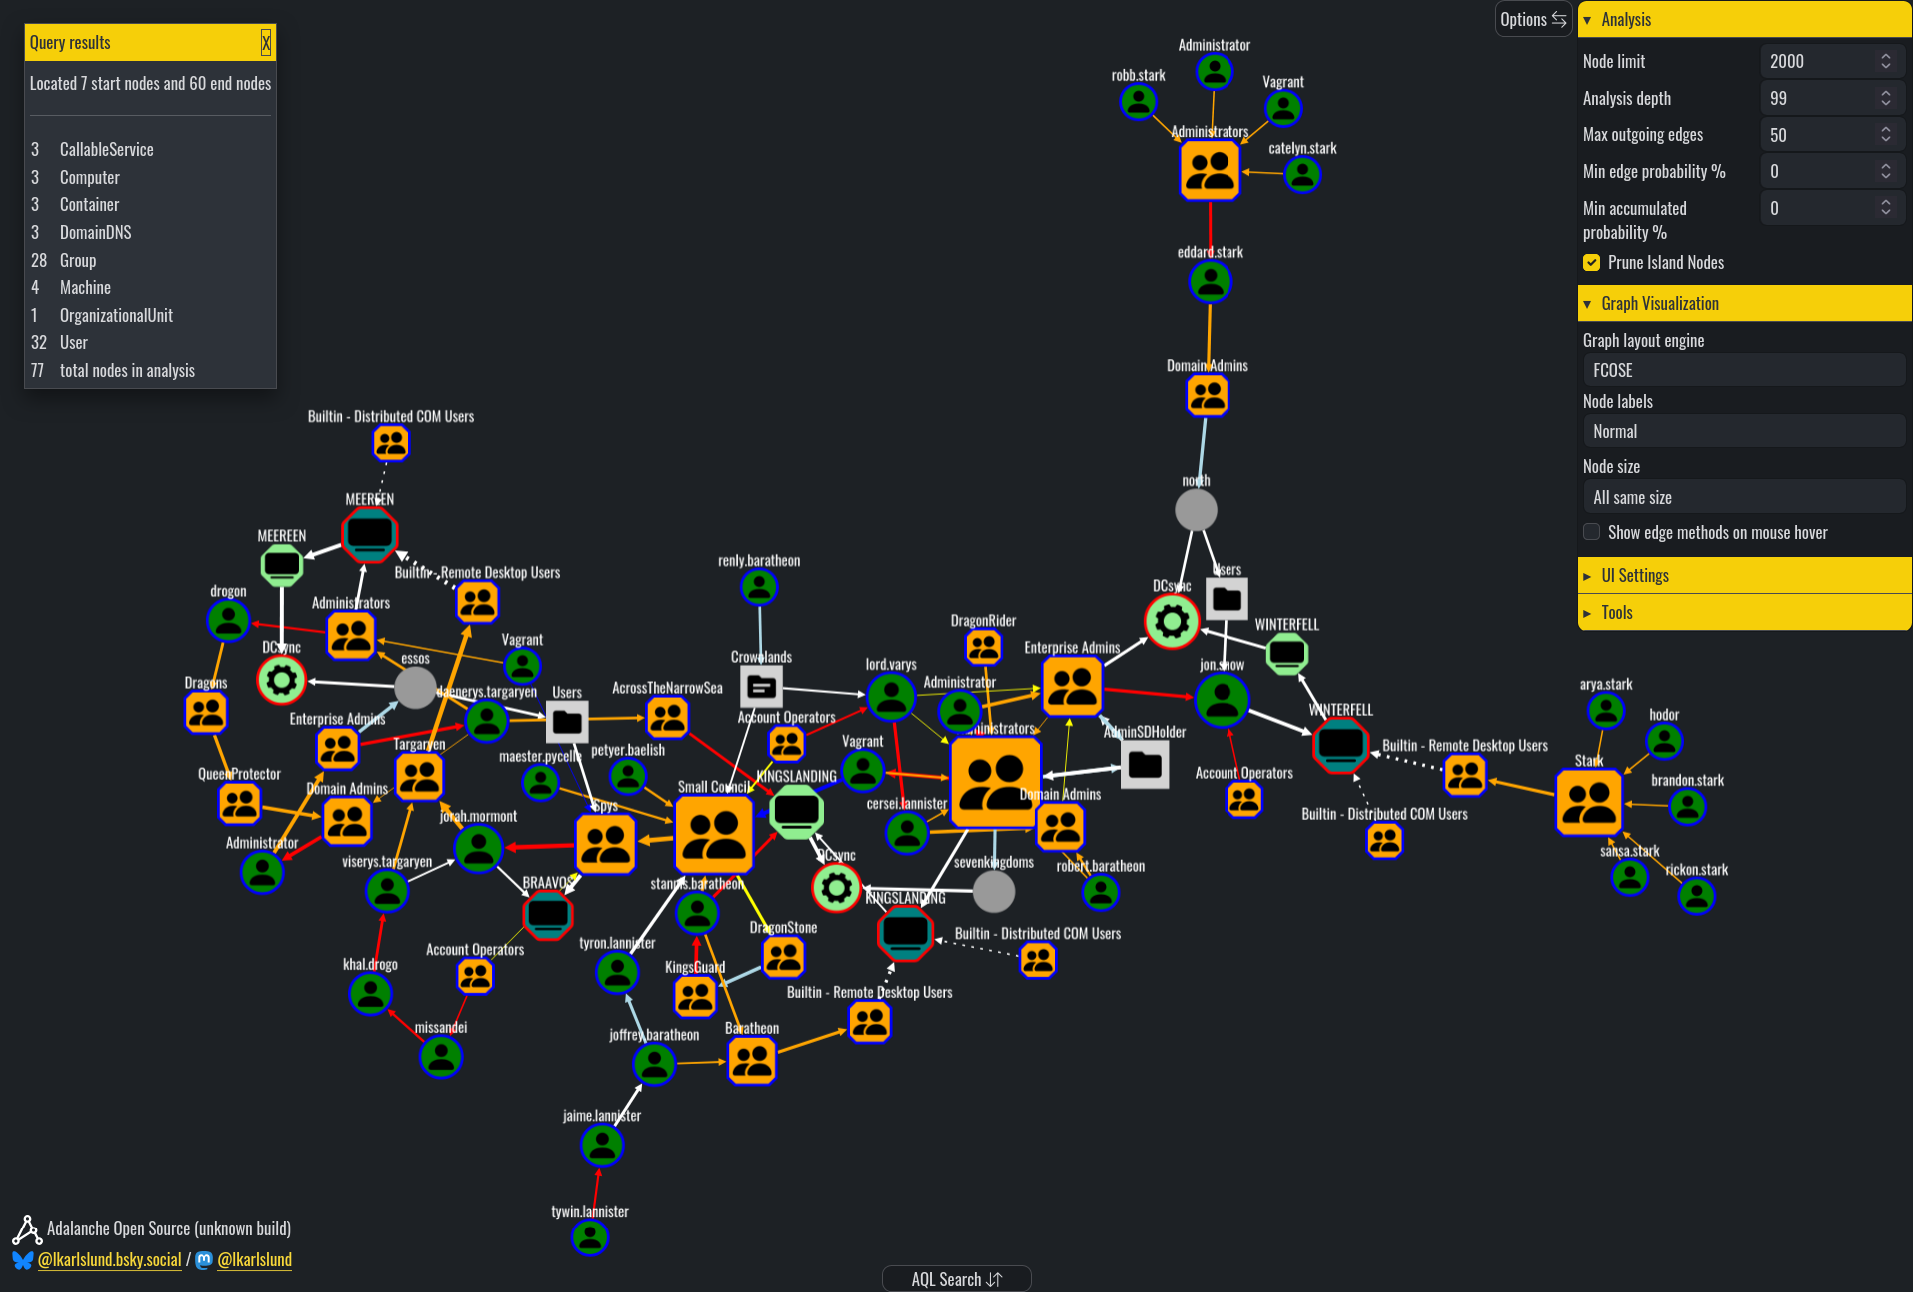 Query results
X
Located 7 start nodes and 60 end nodes
3 CallableService
3 Computer
3 Container
3 DomainDNS
28 Group
4 Machine
1 OrganizationalUnit
32 User
77 total nodes in analysis
Options
Analysis
Node limit
2000
Analysis depth
99
Max outgoing edges
50
Min edge probability %
0
Min accumulated
probability %
0
Prune Island Nodes
Graph Visualization
Graph layout engine
FCOSE
Node labels
Normal
Node size
All same size
Show edge methods on mouse hover
UI Settings
Tools
Administrator
robb.stark
Vagrant
Administrators
catelyn.stark
eddard.stark
Domain Admins
north
Builtin - Distributed COM Users
MEEREEN
MEEREEN
Builtin - Remote Desktop Users
drogon
Administrators
DCsync
Vagrant
essos
Dragons
daenerys.targaryen
Users
AcrossTheNarrowSea
Enterprise Admins
Targaryen
QueenProtector
Domain Admins
maester.pycelle
petyer.baelish
Administrator
jorah.mormont
viserys.targaryen
Spys
Small Council
BRAAVOS
Account Operators
khal.drogo
missandei
renly.baratheon
Crownlands
Account Operators
lord.varys
Vagrant
KINGSLANDING
DCsync
cersei.lannister
DragonRider
Administrator
Enterprise Admins
AdminSDHolder
Domain Admins
sevenkingdoms
robert.baratheon
KINGSLANDING
Builtin - Distributed COM Users
Builtin - Remote Desktop Users
stannis.baratheon
DragonStone
KingsGuard
tyron.lannister
joffrey.baratheon
Baratheon
jaime.lannister
tywin.lannister
DCsync
Users
WINTERFELL
jon.snow
WINTERFELL
Account Operators
Builtin - Remote Desktop Users
Builtin - Distributed COM Users
Stark
arya.stark
hodor
brandon.stark
sansa.stark
rickon.stark
Adalanche Open Source (unknown build)
@lkarlslund.bsky.social / @lkarlslund
AQL Search